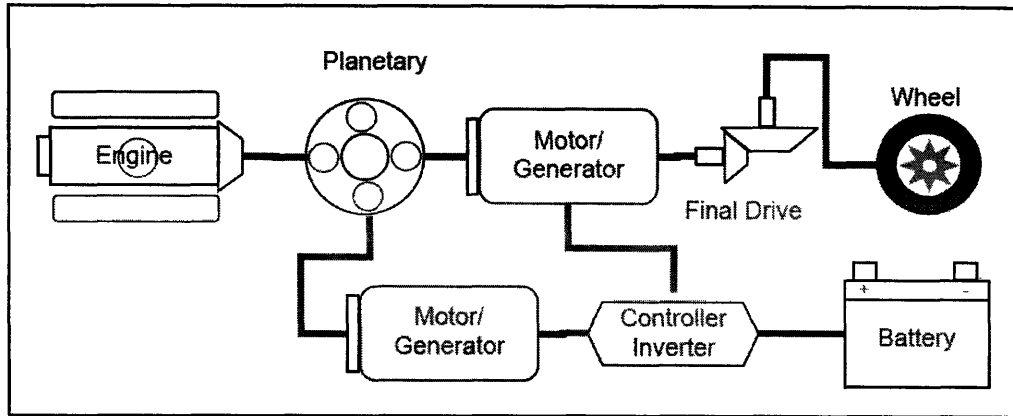 Planetary
Wheel
Engine
Motor/
Generator
Final Drive
Motor/
Generator
Controller
Inverter
+ -
Battery